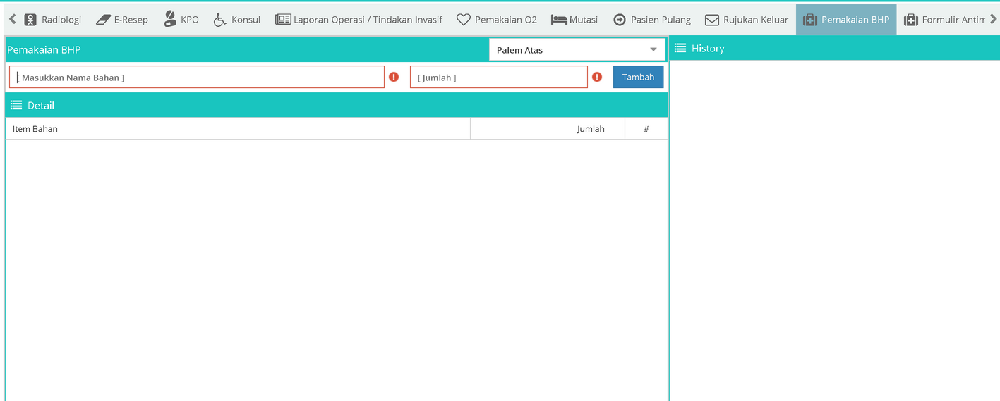 Radiologi E-Resep KPO Konsul Laporan Operasi / Tindakan Invasif Pemakaian O2 Mutasi Pasien Pulang Rujukan Keluar Pemakaian BHP Formulir Antim
Pemakaian BHP Palem Atas History
[ Masukkan Nama Bahan ] [ Jumlah ] Tambah
Detail
Item Bahan Jumlah #